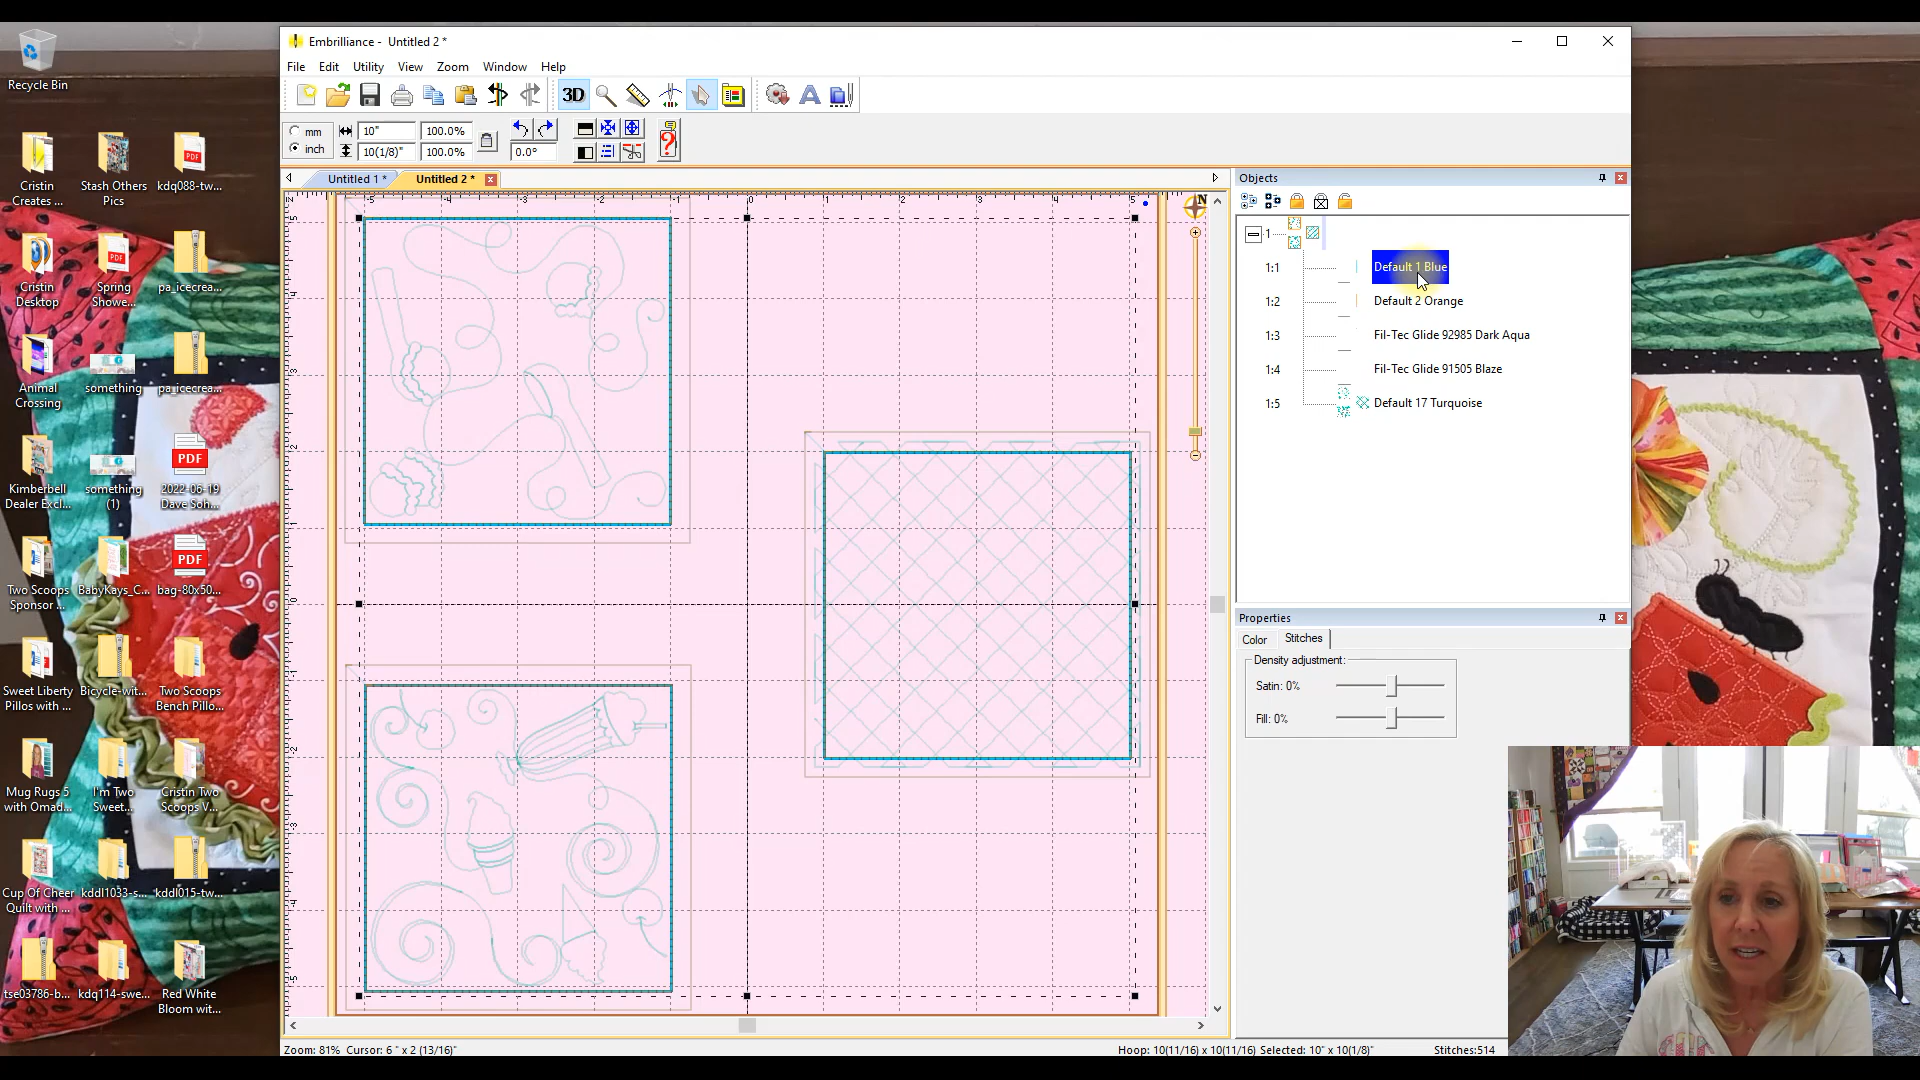 Embrilliance - Untitled 2 *
File Edit Utility View Zoom Window Help
3D
mm
inch
10" 100.0%
10(1/8)" 100.0%
0.0°
Untitled 1 * Untitled 2 *
Objects
1
1:1 Default 1 Blue
1:2 Default 2 Orange
1:3 Fil-Tec Glide 92985 Dark Aqua
1:4 Fil-Tec Glide 91505 Blaze
1:5 Default 17 Turquoise
Properties
Color Stitches
Density adjustment:
Satin: 0%
Fill: 0%
Zoom: 81% Cursor: 6 " x 2 (13/16)"
Hoop: 10(11/16) x 10(11/16) Selected: 10" x 10(1/8)"
Stitches:514
Recycle Bin
Cristin Creates ...
Stash Others Pics
kdq088-tw...
Cristin Desktop
Spring Showe...
pa_icecrea...
Animal Crossing
something
pa_icecrea...
Kimberbell Dealer Excl...
something (1)
2022-06-19 Dave Soh...
Two Scoops Sponsor ...
BabyKays_C...
bag-80x50...
Sweet Liberty Pillos with ...
Bicycle-wit...
Two Scoops Bench Pillo...
Mug Rugs 5 with Omad...
I'm Two Sweet...
Cristin Two Scoops V...
Cup Of Cheer Quilt with ...
kddl1033-s...
kddl015-tw...
tse03786-b...
kdq114-swe...
Red White Bloom wit...